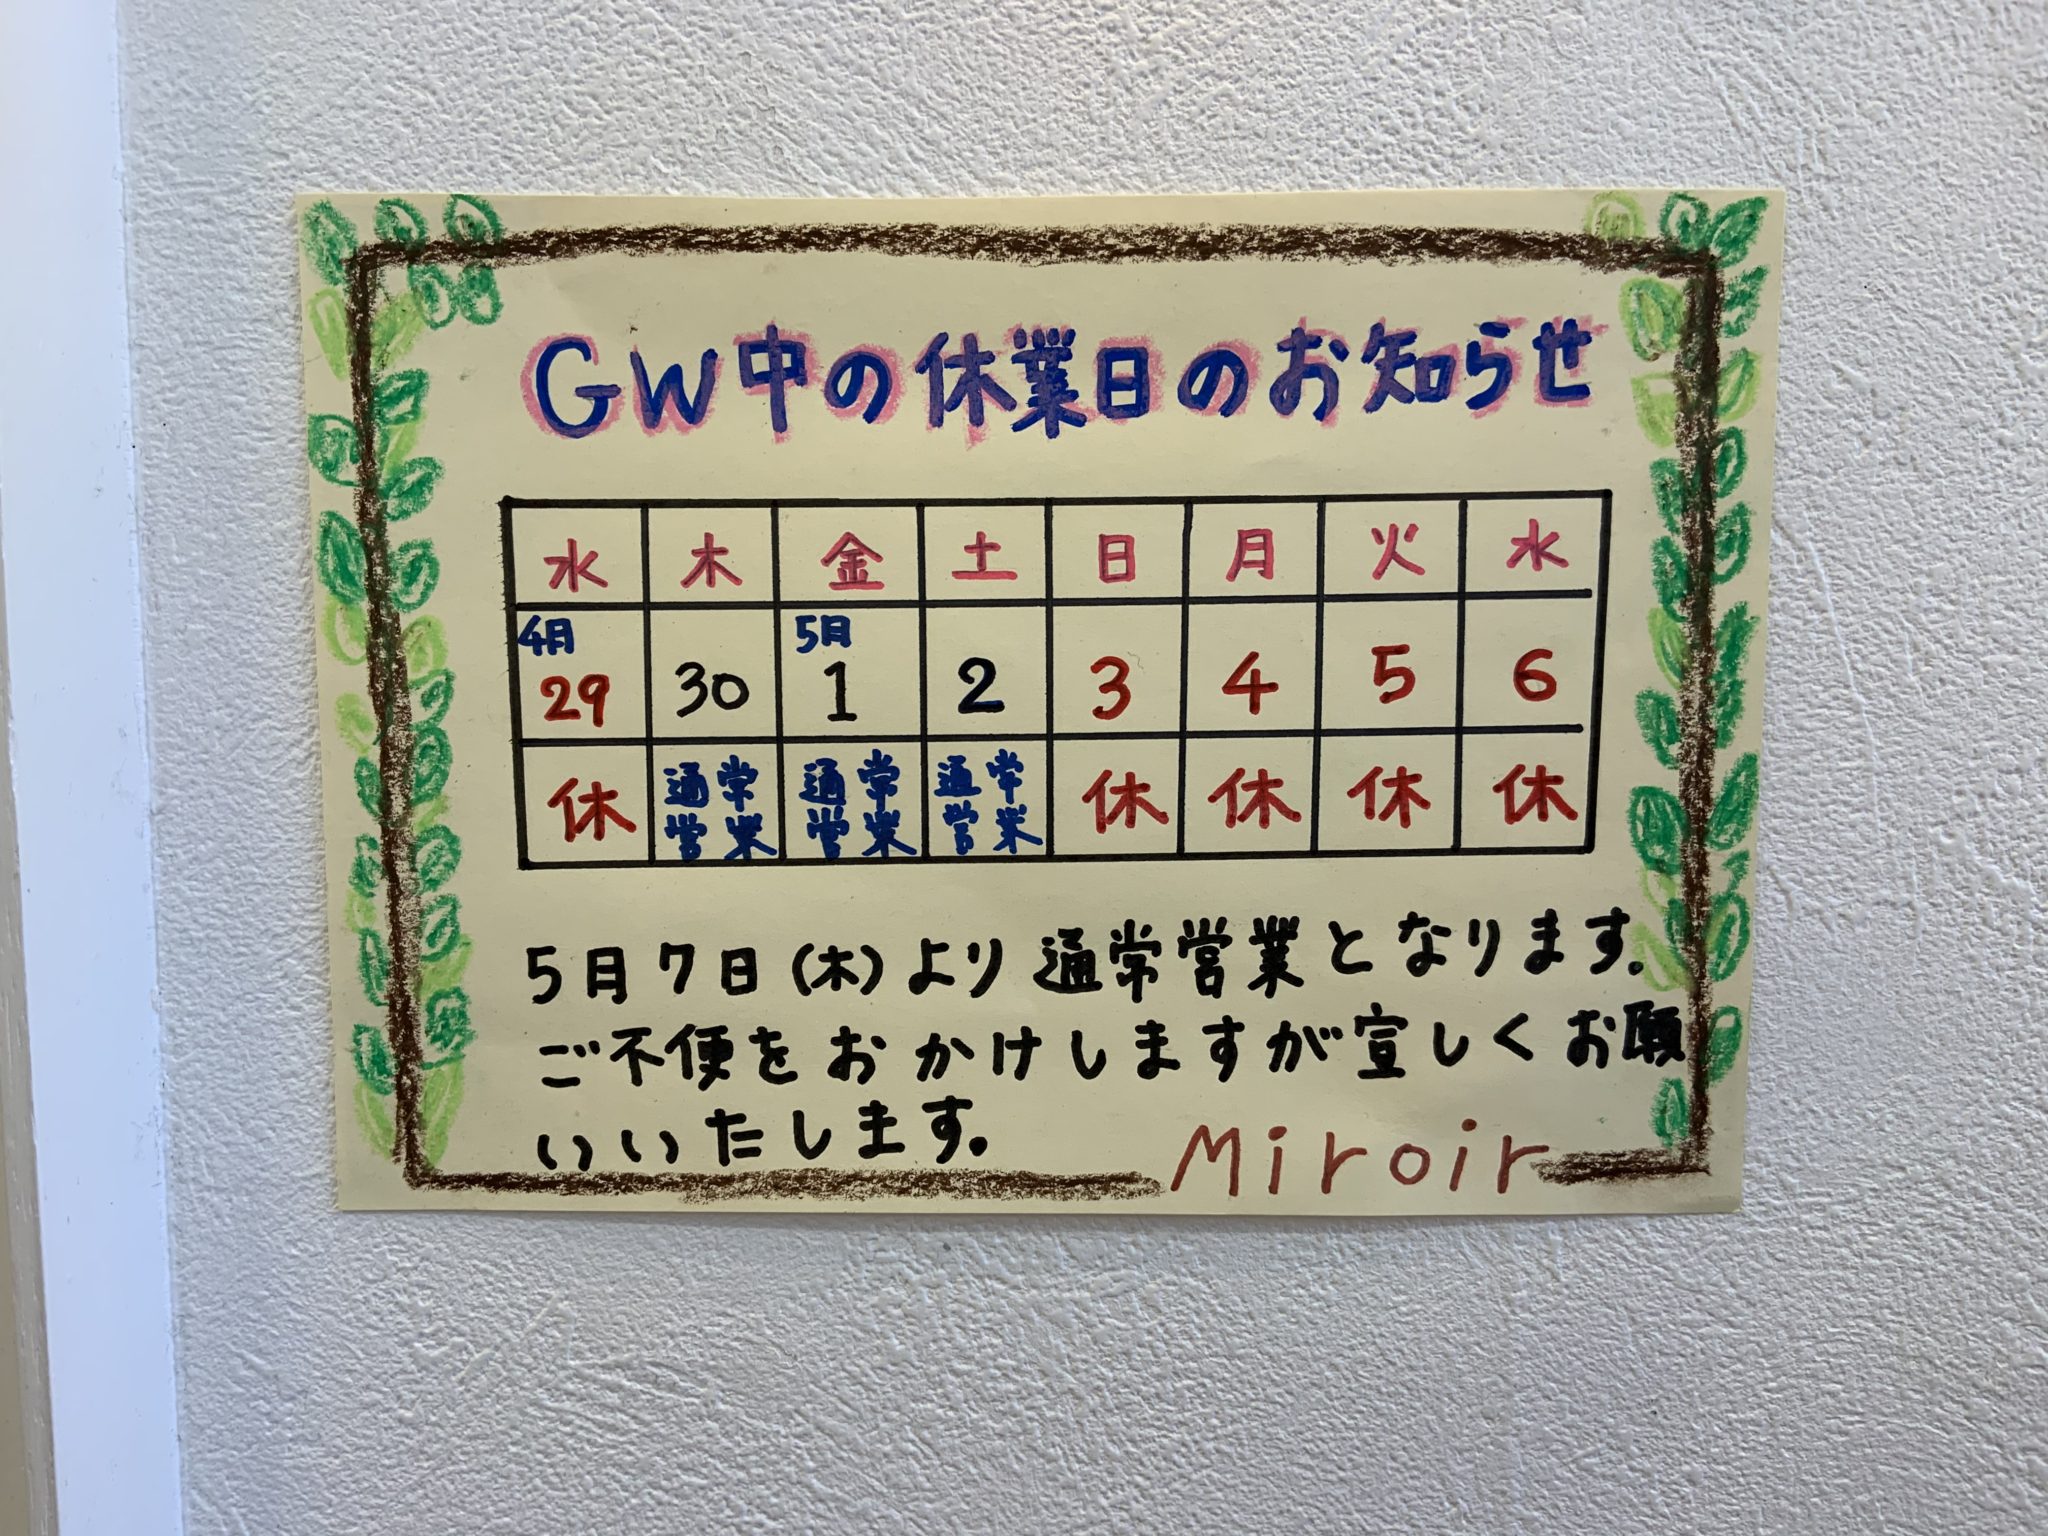 GW中の休業日のお知らせ
水 木 金 土 日 月 火 水
4月 5月
29 30 1 2 3 4 5 6
休 通常 通常 通常 休 休 休 休
営業 営業 営業
5月7日(木)より通常営業となります。
ご不便をおかけしますが宜しくお願
いいたします。
Miroir